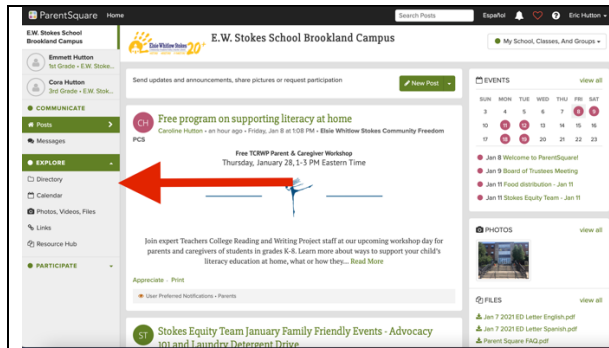 ParentSquare Home Search Posts Español Eric Hutton
E.W. Stokes School
Brookland Campus
Emmett Hutton
1st Grade • E.W. Stoke...
Cora Hutton
3rd Grade • E.W. Stok...
COMMUNICATE
Posts
Messages
EXPLORE
Directory
Calendar
Photos, Videos, Files
Links
Resource Hub
PARTICIPATE
Elsie Whitlow Stokes 20+
E.W. Stokes School Brookland Campus
My School, Classes, And Groups
Send updates and announcements, share pictures or request participation
New Post
CH
Free program on supporting literacy at home
Caroline Hutton • an hour ago • Friday, Jan 8 at 1:08 PM • Elsie Whitlow Stokes Community Freedom
PCS
Free TCRWP Parent & Caregiver Workshop
Thursday, January 28, 1-3 PM Eastern Time
Join expert Teachers College Reading and Writing Project staff at our upcoming workshop day for
parents and caregivers of students in grades K-8. Learn more about ways to support your child's
literacy education at home, what or how they... Read More
Appreciate • Print
User Preferred Notifications • Parents
ST
Stokes Equity Team January Family Friendly Events - Advocacy
101 and Laundry Detergent Drive
EVENTS view all
SUN MON TUE WED THU FRI SAT
3 4 5 6 7 8 9
10 11 12 13 14 15 16
17 18 19 20 21 22 23
Jan 8 Welcome to ParentSquare!
Jan 9 Board of Trustees Meeting
Jan 11 Food distribution - Jan 11
Jan 11 Stokes Equity Team - Jan 11
PHOTOS view all
FILES view all
Jan 7 2021 ED Letter English.pdf
Jan 7 2021 ED Letter Spanish.pdf
Parent Square FAQ.pdf